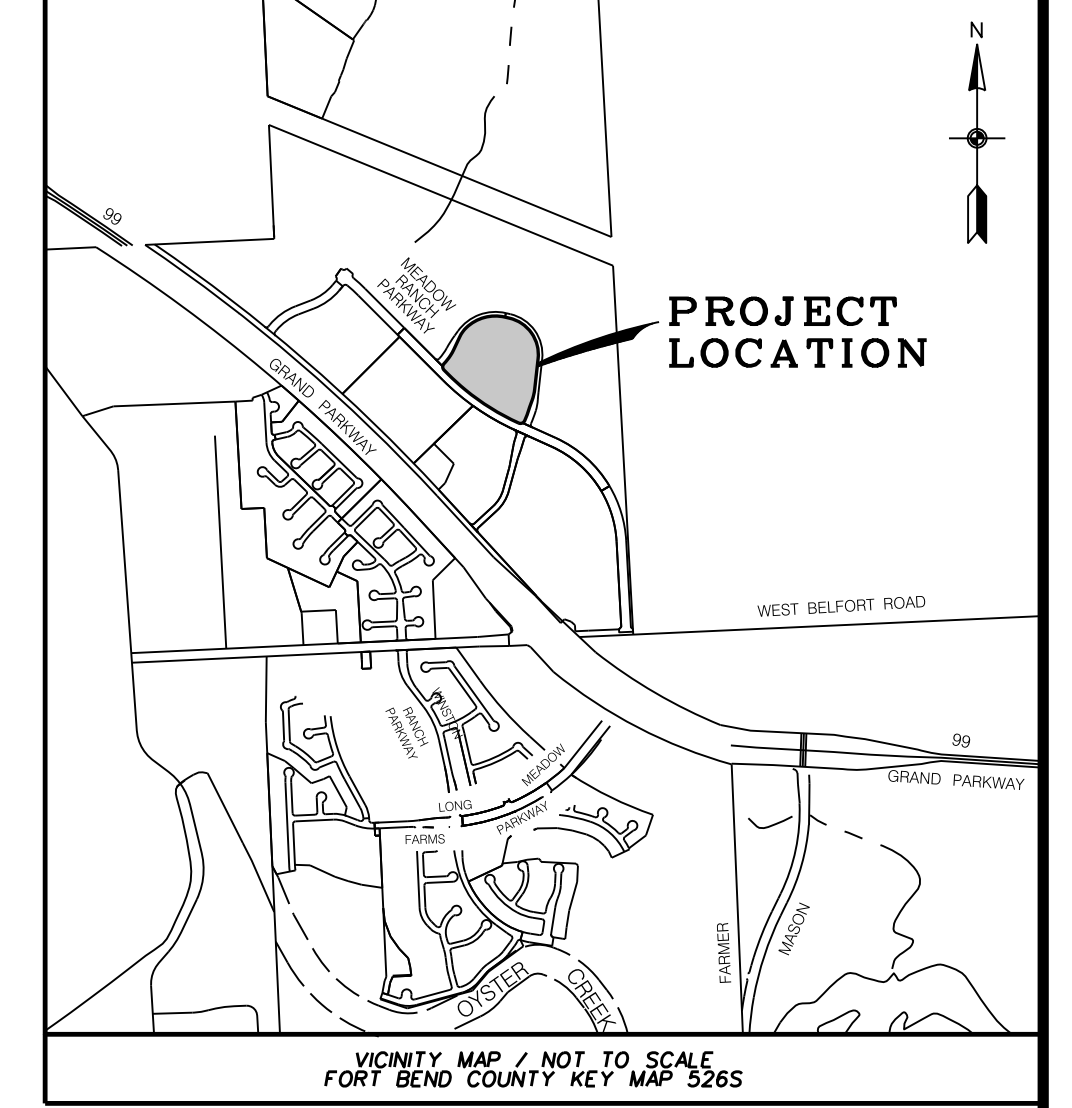 N
99
MEADOW
RANCH
PARKWAY
PROJECT
LOCATION
GRAND PARKWAY
WEST BELFORT ROAD
WINSTON
RANCH
PARKWAY
99
GRAND PARKWAY
MEADOW
LONG
PARKWAY
FARMS
FARMER
MASON
OYSTER
CREEK
VICINITY MAP / NOT TO SCALE
FORT BEND COUNTY KEY MAP 526S